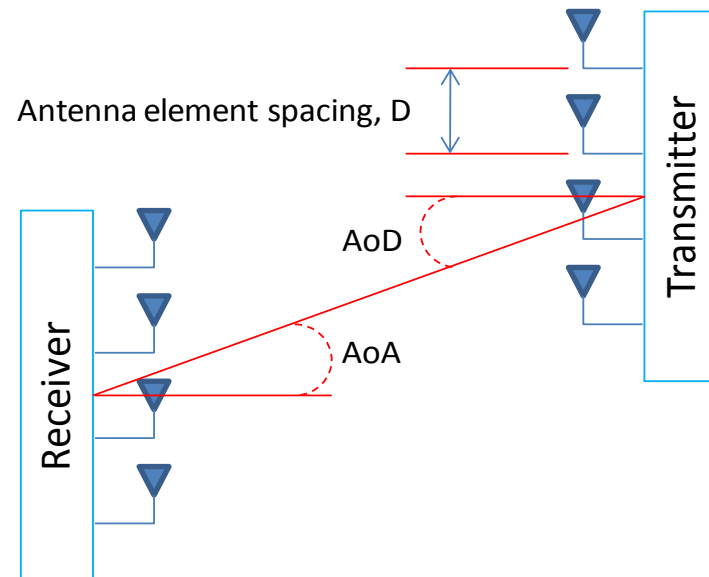 Antenna element spacing, D
Transmitter
AoD
AoA
Receiver